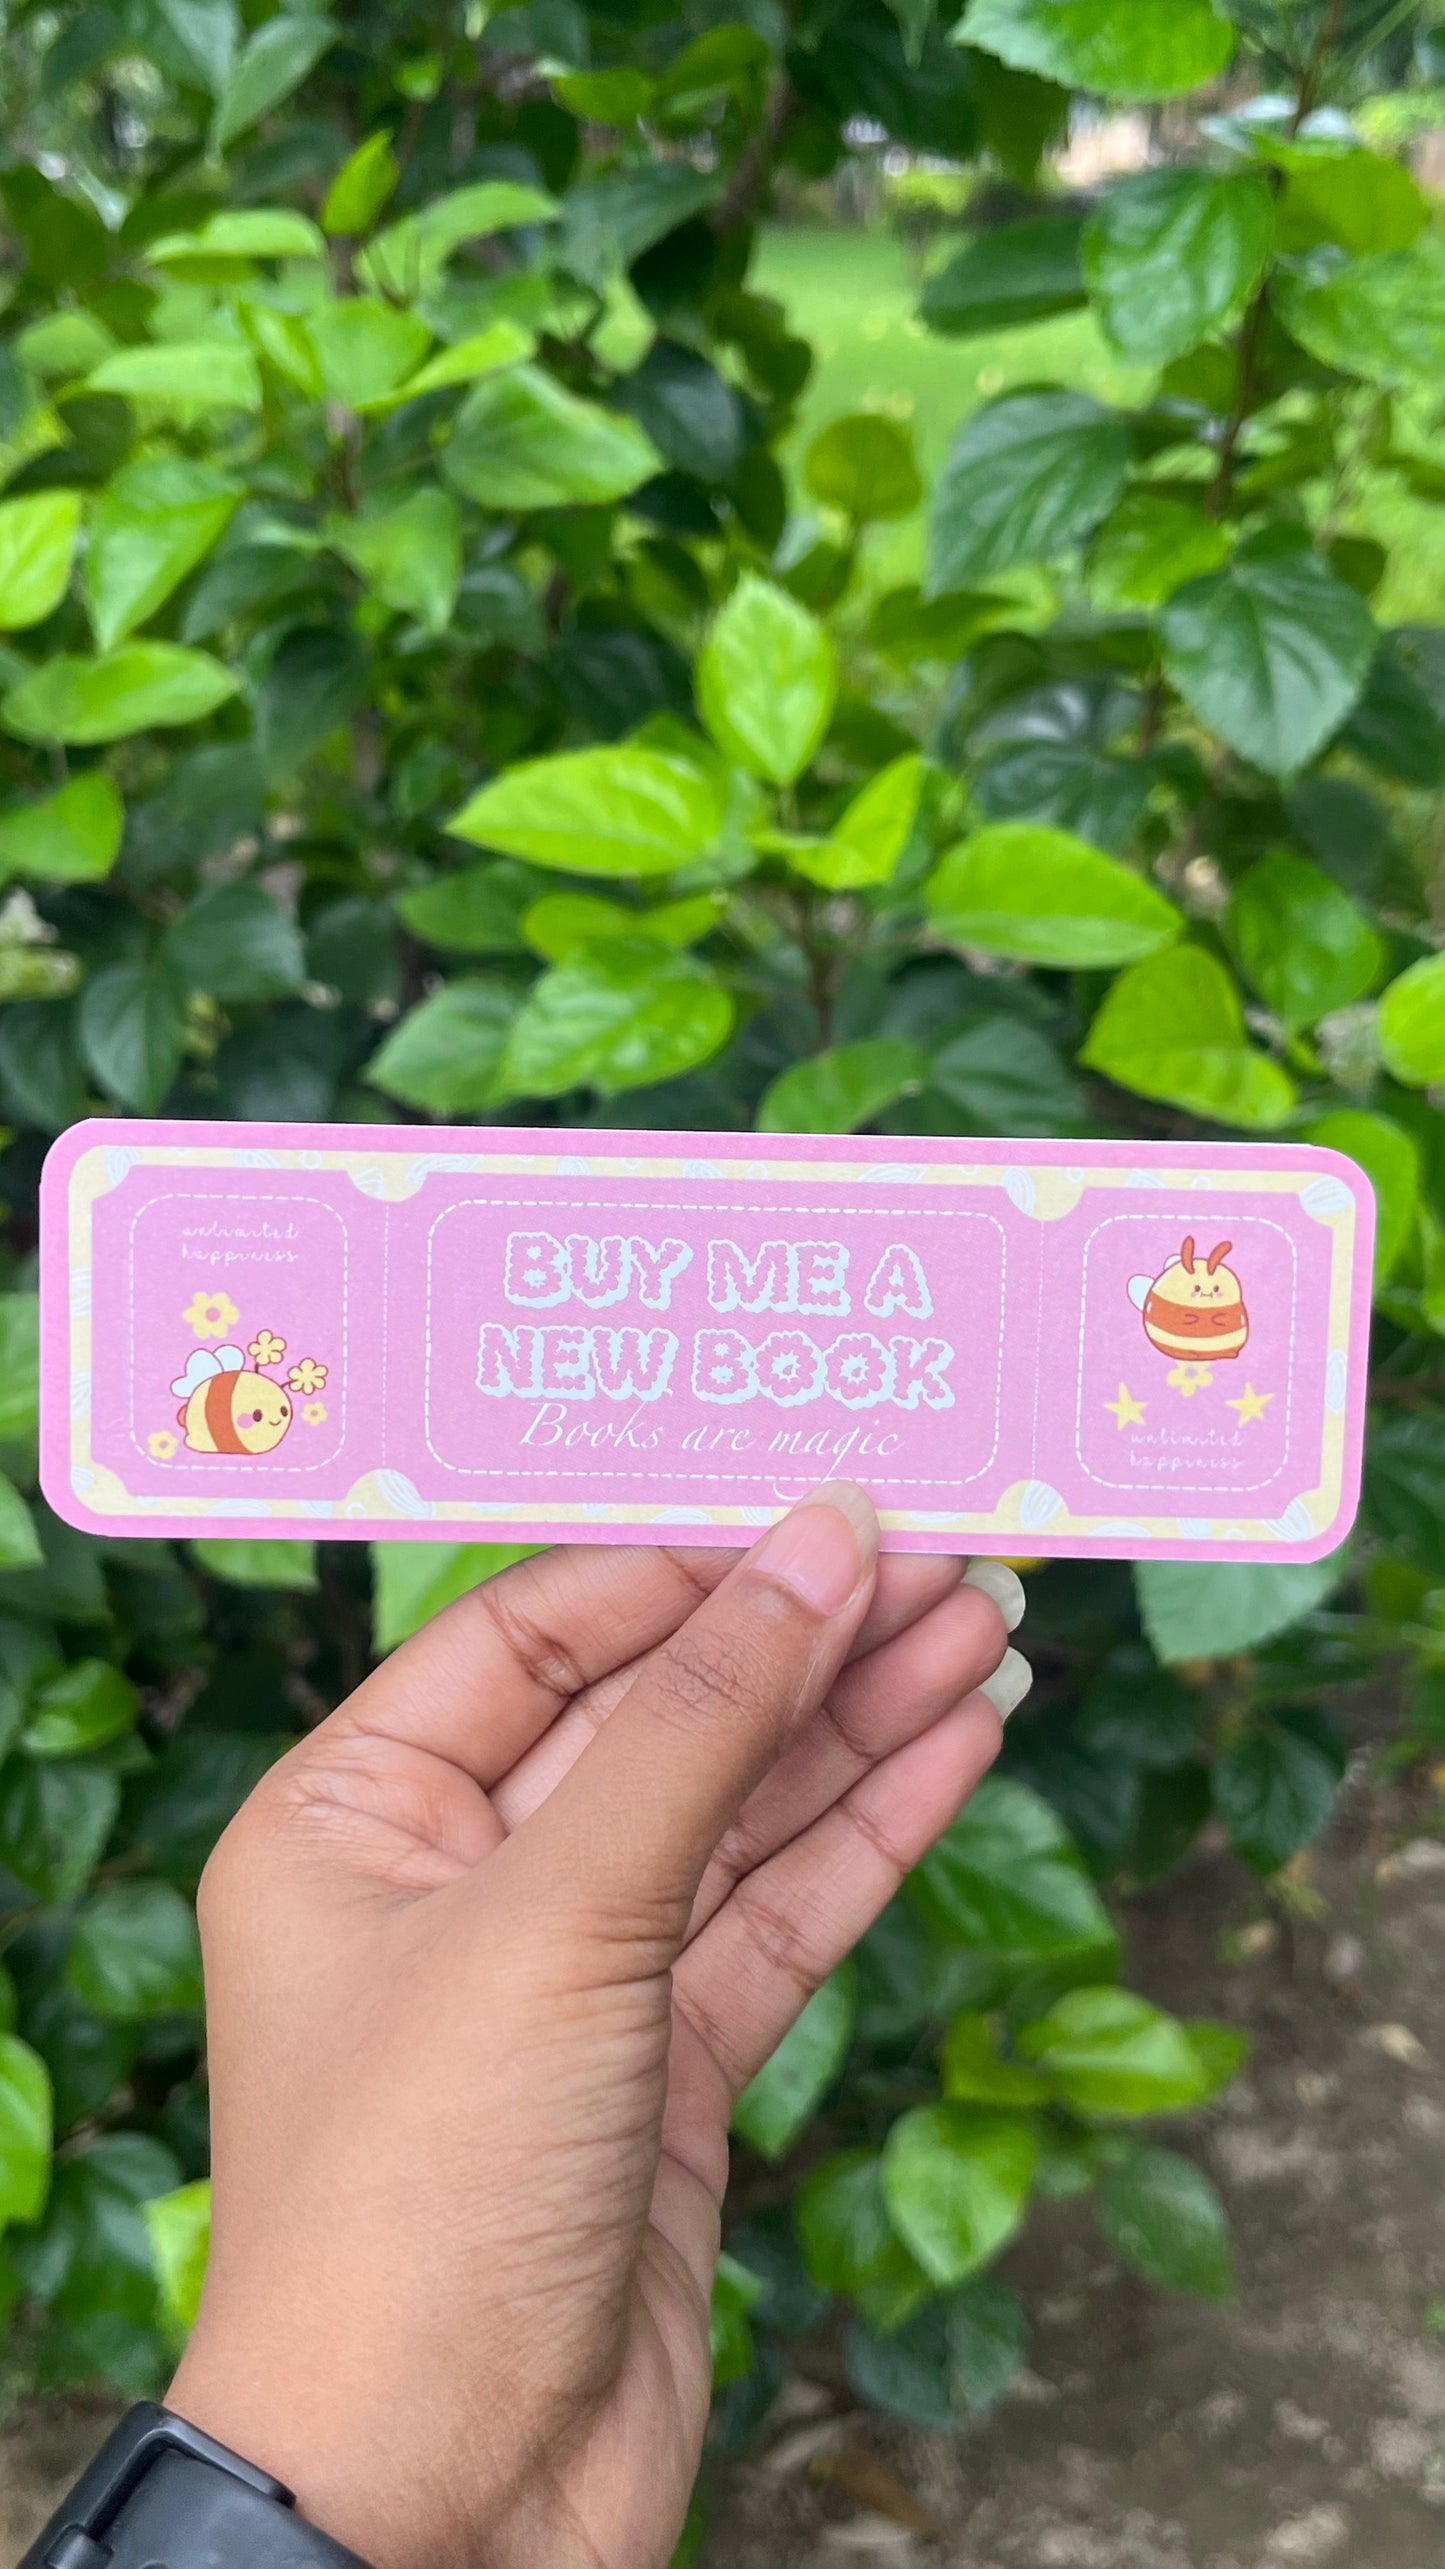 unlimited
happiness
BUY ME A
NEW BOOK
Books are magic
unlimited
happiness